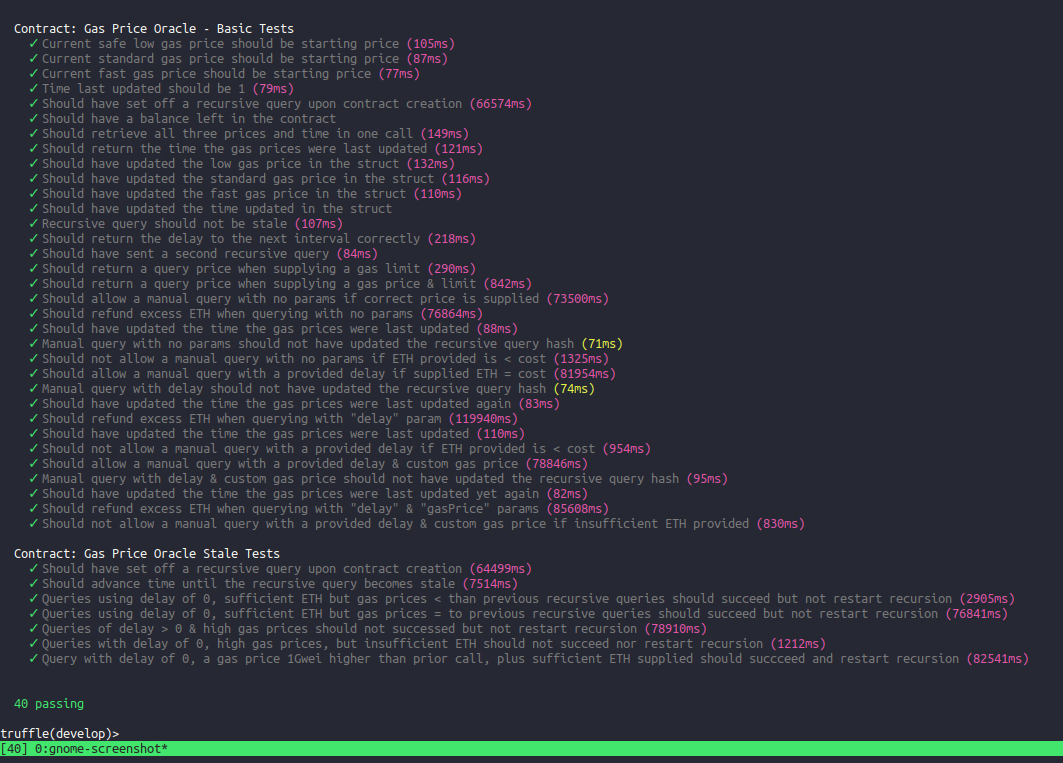 Contract: Gas Price Oracle - Basic Tests
✓ Current safe low gas price should be starting price (105ms)
✓ Current standard gas price should be starting price (87ms)
✓ Current fast gas price should be starting price (77ms)
✓ Time last updated should be 1 (79ms)
✓ Should have set off a recursive query upon contract creation (66574ms)
✓ Should have a balance left in the contract
✓ Should retrieve all three prices and time in one call (149ms)
✓ Should return the time the gas prices were last updated (121ms)
✓ Should have updated the low gas price in the struct (132ms)
✓ Should have updated the standard gas price in the struct (116ms)
✓ Should have updated the fast gas price in the struct (110ms)
✓ Should have updated the time updated in the struct
✓ Recursive query should not be stale (107ms)
✓ Should return the delay to the next interval correctly (218ms)
✓ Should have sent a second recursive query (84ms)
✓ Should return a query price when supplying a gas limit (290ms)
✓ Should return a query price when supplying a gas price & limit (842ms)
✓ Should allow a manual query with no params if correct price is supplied (73500ms)
✓ Should refund excess ETH when querying with no params (76864ms)
✓ Should have updated the time the gas prices were last updated (88ms)
✓ Manual query with no params should not have updated the recursive query hash (71ms)
✓ Should not allow a manual query with no params if ETH provided is < cost (1325ms)
✓ Should allow a manual query with a provided delay if supplied ETH = cost (81954ms)
✓ Manual query with delay should not have updated the recursive query hash (74ms)
✓ Should have updated the time the gas prices were last updated again (83ms)
✓ Should refund excess ETH when querying with "delay" param (119940ms)
✓ Should have updated the time the gas prices were last updated (110ms)
✓ Should not allow a manual query with a provided delay if ETH provided is < cost (954ms)
✓ Should allow a manual query with a provided delay & custom gas price (78846ms)
✓ Manual query with delay & custom gas price should not have updated the recursive query hash (95ms)
✓ Should have updated the time the gas prices were last updated yet again (82ms)
✓ Should refund excess ETH when querying with "delay" & "gasPrice" params (85608ms)
✓ Should not allow a manual query with a provided delay & custom gas price if insufficient ETH provided (830ms)
Contract: Gas Price Oracle Stale Tests
✓ Should have set off a recursive query upon contract creation (64499ms)
✓ Should advance time until the recursive query becomes stale (7514ms)
✓ Queries using delay of 0, sufficient ETH but gas prices < than previous recursive queries should succeed but not restart recursion (2905ms)
✓ Queries using delay of 0, sufficient ETH but gas prices = to previous recursive queries should succeed but not restart recursion (76841ms)
✓ Queries of delay > 0 & high gas prices should not successed but not restart recursion (78910ms)
✓ Queries with delay of 0, high gas prices, but insufficient ETH should not succeed nor restart recursion (1212ms)
✓ Query with delay of 0, a gas price 1Gwei higher than prior call, plus sufficient ETH supplied should succceed and restart recursion (82541ms)
40 passing
truffle(develop)>
[40] 0:gnome-screenshot*